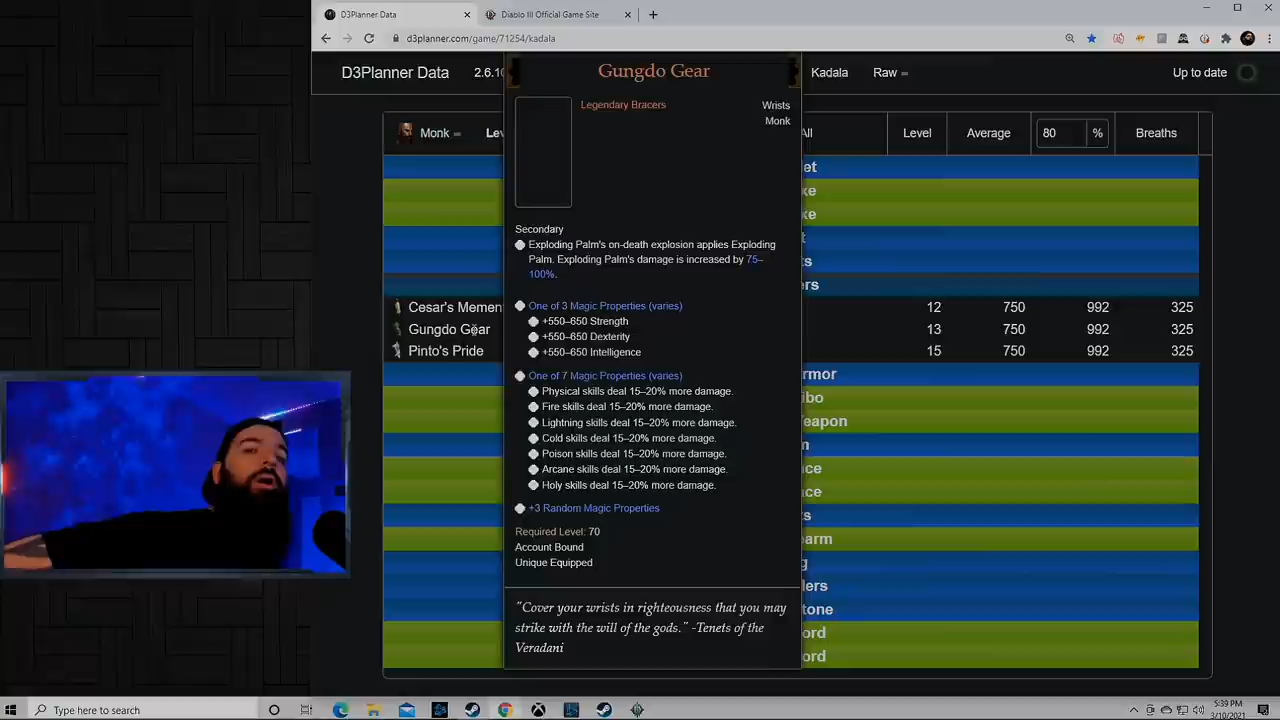 D3Planner Data
Diablo III Official Game Site
d3planner.com/game/71254/kadala
D3Planner Data
2.6.10
Kadala
Raw
Up to date
Gungdo Gear
Legendary Bracers
Wrists
Monk
Monk
All
Level
Average
80
%
Breaths
Secondary
Exploding Palm's on-death explosion applies Exploding
Palm. Exploding Palm's damage is increased by 75–
100%.
One of 3 Magic Properties (varies)
+550–650 Strength
+550–650 Dexterity
+550–650 Intelligence
One of 7 Magic Properties (varies)
Physical skills deal 15–20% more damage.
Fire skills deal 15–20% more damage.
Lightning skills deal 15–20% more damage.
Cold skills deal 15–20% more damage.
Poison skills deal 15–20% more damage.
Arcane skills deal 15–20% more damage.
Holy skills deal 15–20% more damage.
+3 Random Magic Properties
Required Level: 70
Account Bound
Unique Equipped
"Cover your wrists in righteousness that you may
strike with the will of the gods." -Tenets of the
Veradani
Cesar's Memen
12 750 992 325
Gungdo Gear
13 750 992 325
Pinto's Pride
15 750 992 325
Type here to search
5:39 PM
3/10/2021